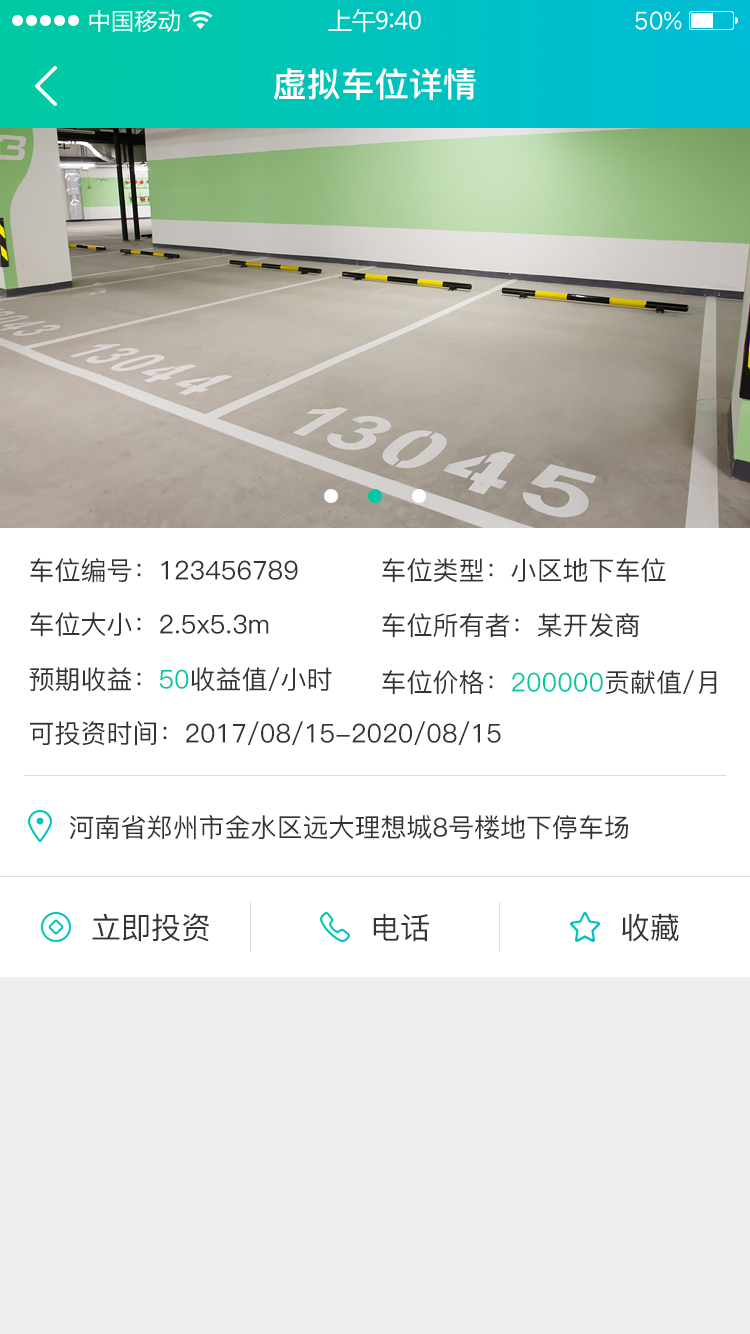 中国移动 上午9:40 50%
虚拟车位详情
3
13044
13045
车位编号：123456789 车位类型：小区地下车位
车位大小：2.5x5.3m 车位所有者：某开发商
预期收益：50收益值/小时 车位价格：200000贡献值/月
可投资时间：2017/08/15-2020/08/15
河南省郑州市金水区远大理想城8号楼地下停车场
立即投资 电话 收藏